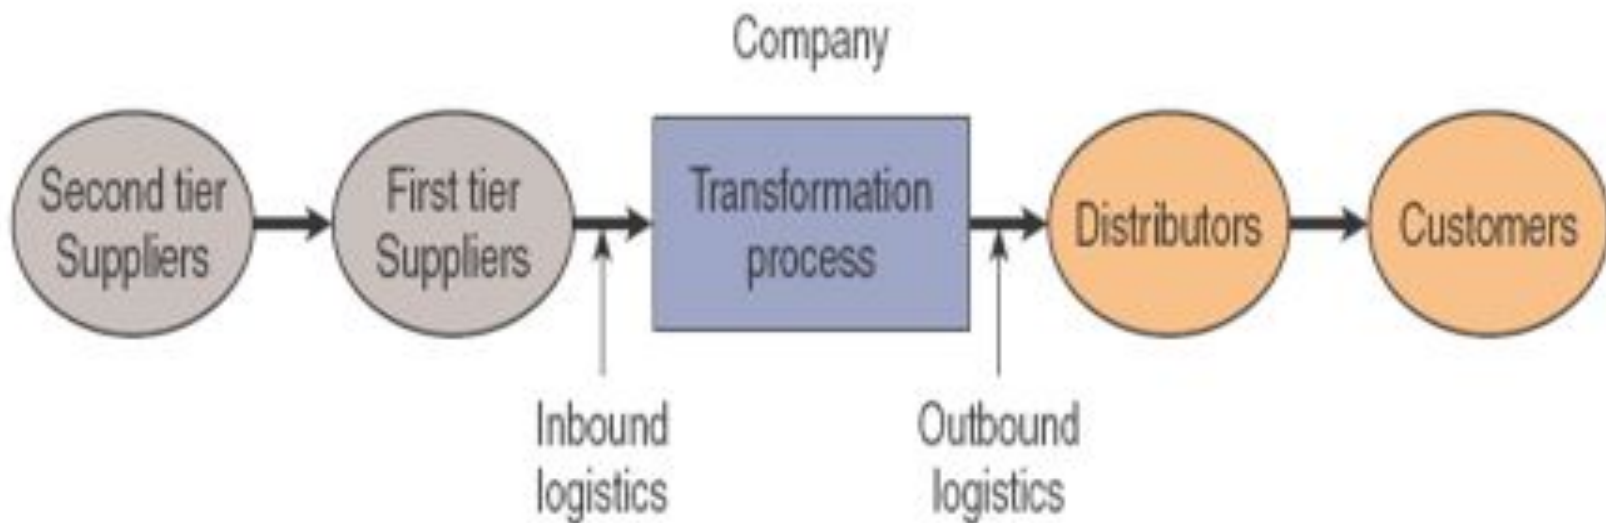 Company
Second tier
Suppliers
First tier
Suppliers
Transformation
process
Distributors
Customers
Inbound
logistics
Outbound
logistics